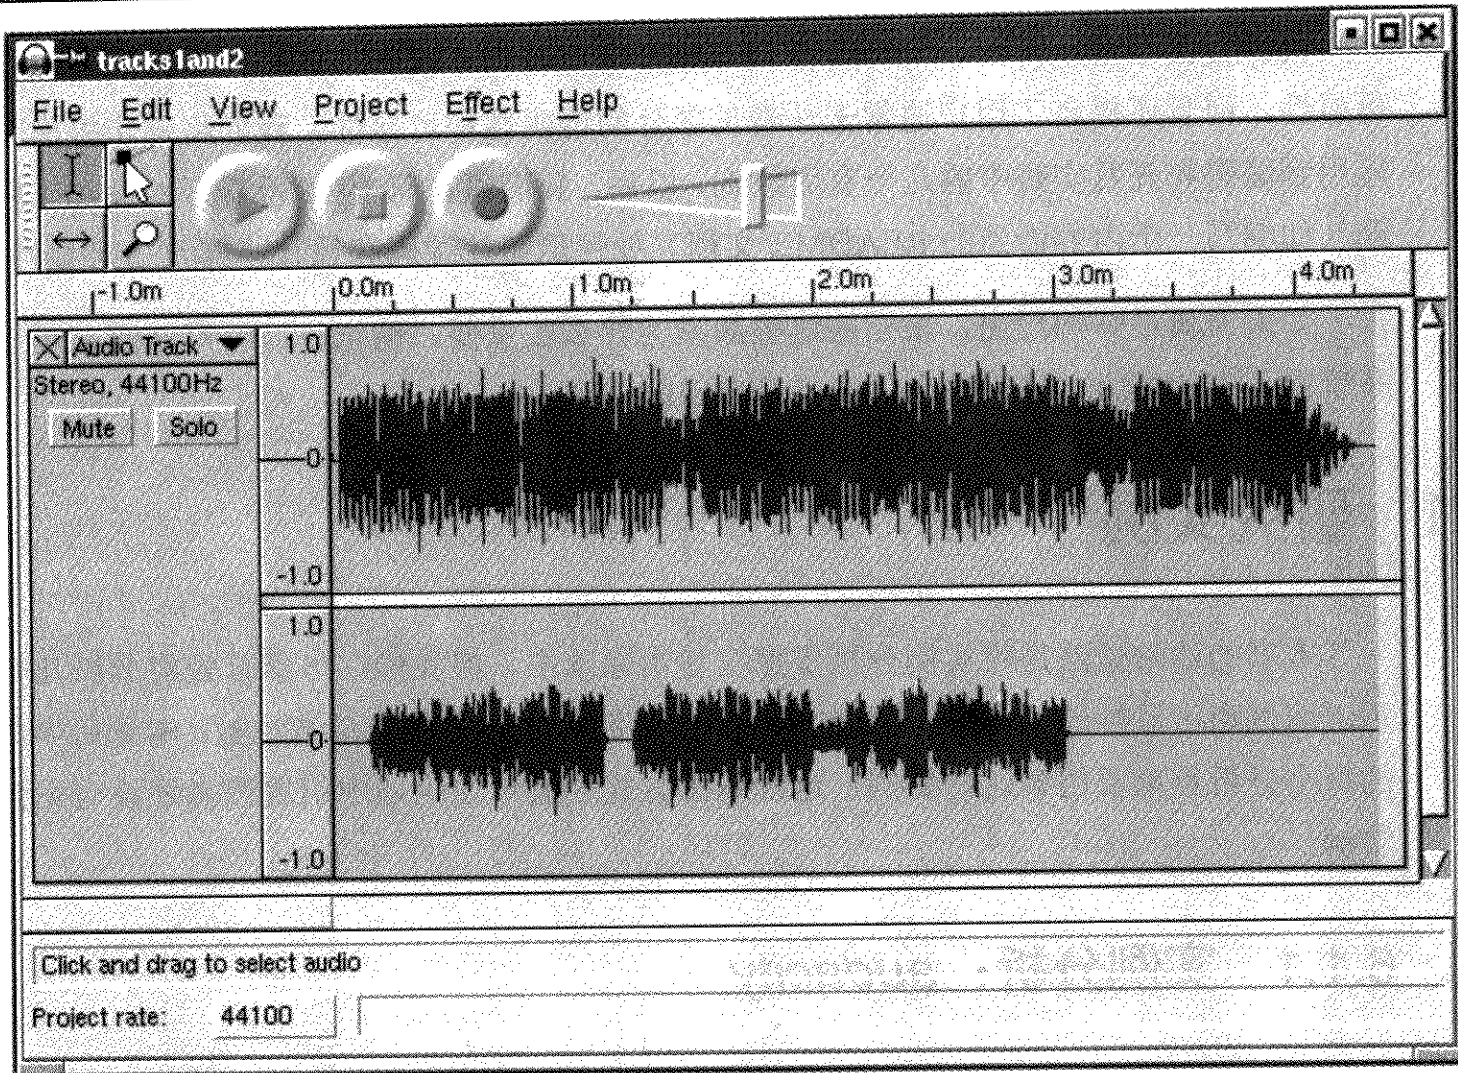 tracks1and2
File Edit View Project Effect Help
-1.0m 0.0m 1.0m 2.0m 3.0m 4.0m
Audio Track
Stereo, 44100Hz
Mute Solo
1.0
0
-1.0
1.0
0
-1.0
Click and drag to select audio
Project rate: 44100